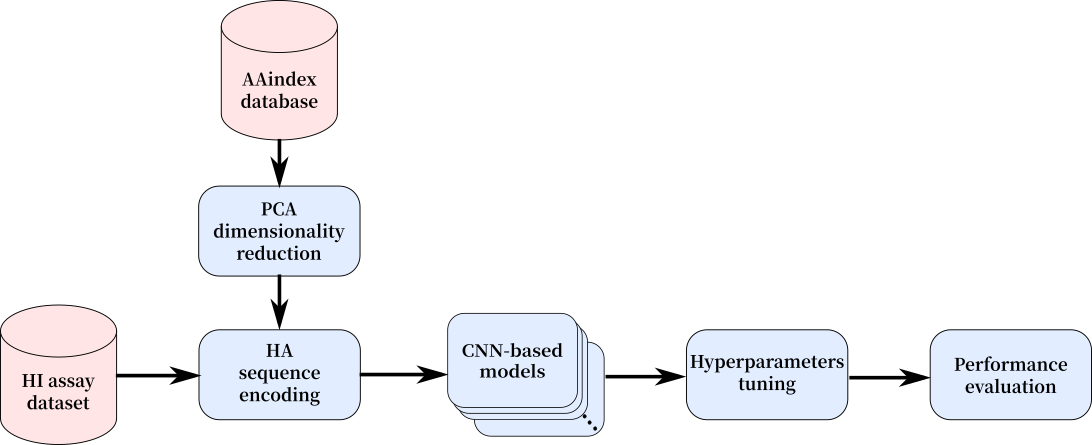 AAindex
database
PCA
dimensionality
reduction
HI assay
dataset
HA
sequence
encoding
CNN-based
models
Hyperparameters
tuning
Performance
evaluation